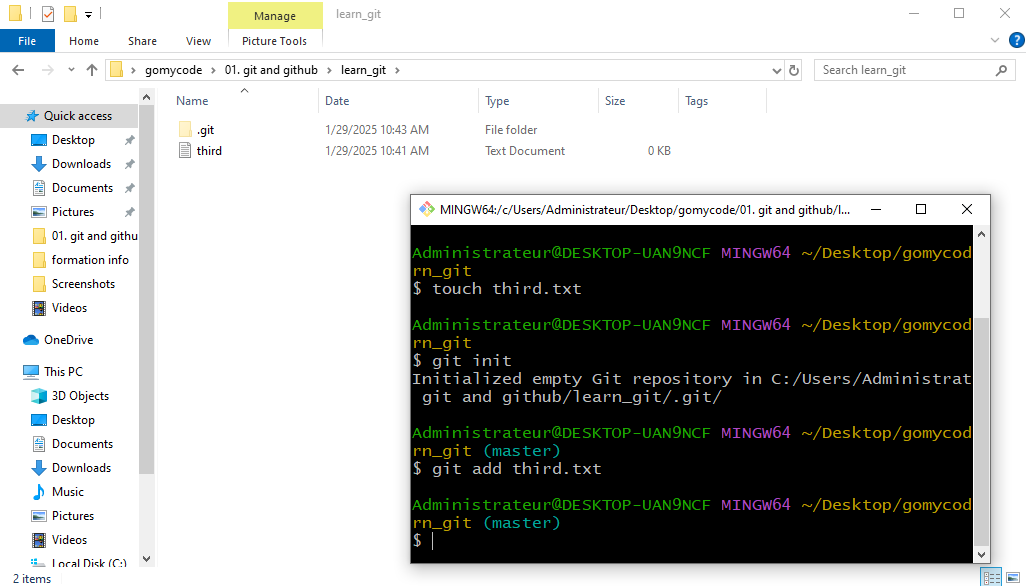 Manage
learn_git
File
Home
Share
View
Picture Tools
?
gomycode
01. git and github
learn_git
Search learn_git
Name
Date
Type
Size
Tags
.git
1/29/2025 10:43 AM
File folder
third
1/29/2025 10:41 AM
Text Document
0 KB
Quick access
Desktop
Downloads
Documents
Pictures
01. git and githu
formation info
Screenshots
Videos
OneDrive
This PC
3D Objects
Desktop
Documents
Downloads
Music
Pictures
Videos
Local Disk (C:)
2 items
MINGW64:/c/Users/Administrateur/Desktop/gomycode/01. git and github/l...
Administrateur@DESKTOP-UAN9NCF MINGW64 ~/Desktop/gomycod
rn_git
$ touch third.txt
Administrateur@DESKTOP-UAN9NCF MINGW64 ~/Desktop/gomycod
rn_git
$ git init
Initialized empty Git repository in C:/Users/Administrat
git and github/learn_git/.git/
Administrateur@DESKTOP-UAN9NCF MINGW64 ~/Desktop/gomycod
rn_git (master)
$ git add third.txt
Administrateur@DESKTOP-UAN9NCF MINGW64 ~/Desktop/gomycod
rn_git (master)
$